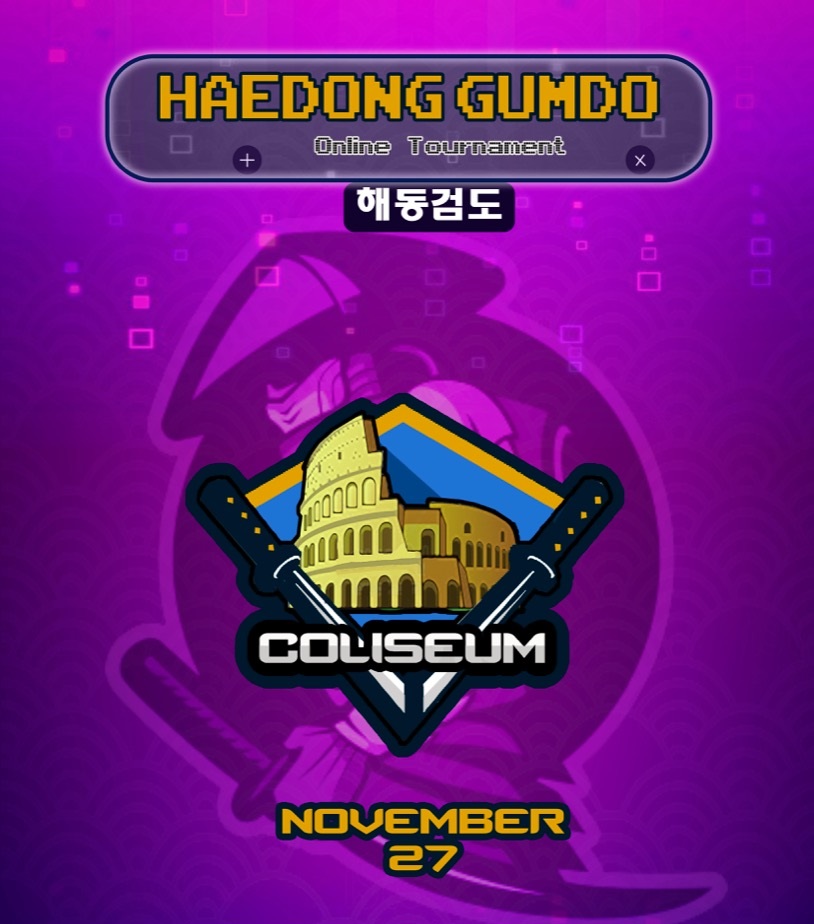 HAEDONG GUMDO
Online Tournament
해동검도
COLISEUM
NOVEMBER
27